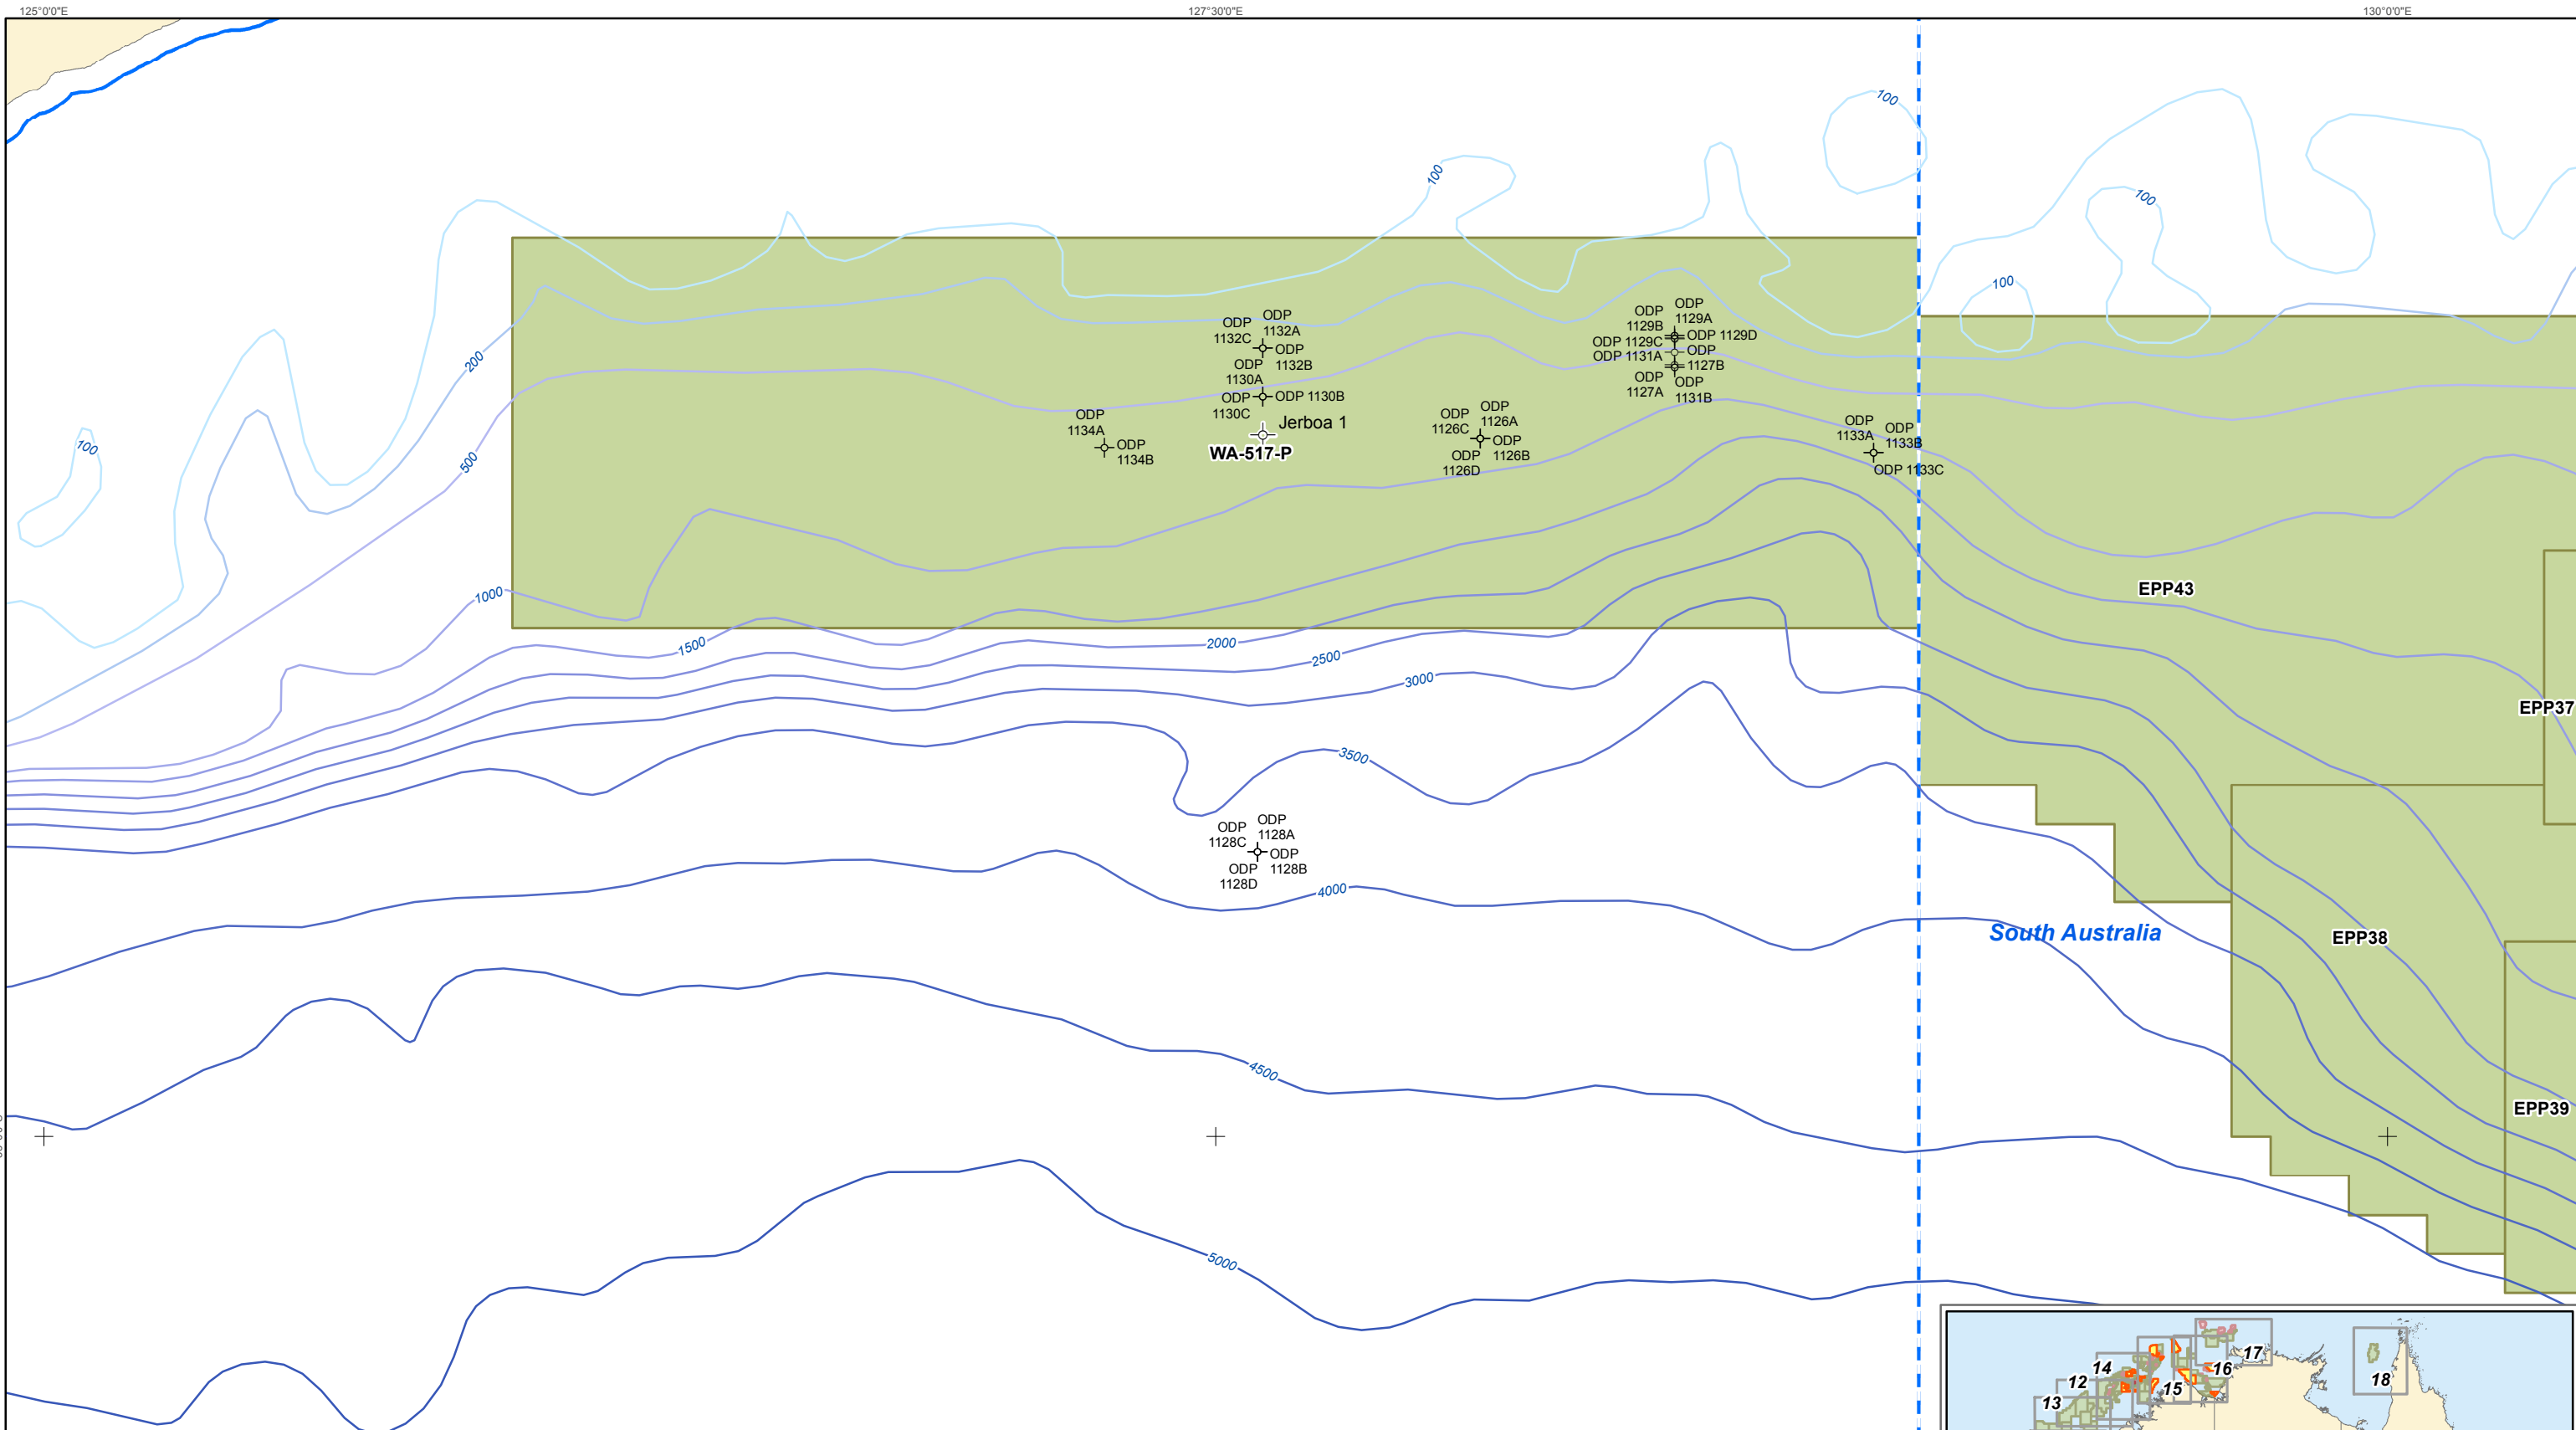 125°0'0"E
127°30'0"E
130°0'0"E
100
100
100
100
100
200
500
1000
1500
2000
2500
3000
3500
4000
4500
5000
ODP
1132C
ODP
1132A
ODP
1132B
ODP
1130A
ODP
1130C
ODP 1130B
Jerboa 1
WA-517-P
ODP
1134A
ODP
1134B
ODP
1126C
ODP
1126A
ODP
1126B
ODP
1126D
ODP
1129B
ODP
1129A
ODP 1129C
ODP 1129D
ODP 1131A
ODP
1127B
ODP
1127A
ODP
1131B
ODP
1133A
ODP
1133B
ODP 1133C
EPP43
EPP37
ODP
1128C
ODP
1128A
ODP
1128B
ODP
1128D
South Australia
EPP38
EPP39
17
16
14
18
12
15
13